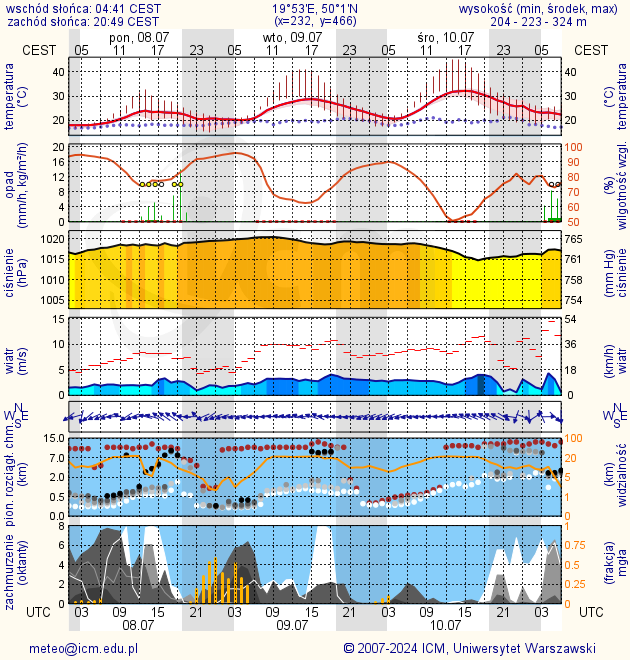 wschód słońca: 04:41 CEST 19°53'E, 50°1'N wysokość (min, środek, max)
zachód słońca: 20:49 CEST (x=232, y=466) 204 - 223 - 324 m
pon, 08.07 wto, 09.07 śro, 10.07
CEST 05 11 17 23 05 11 17 23 05 11 17 23 05 CEST
temperatura (°C) 40 30 20 40 30 20 temperatura (°C)
opad (mm/h, kg/m²/h) 20 16 12 8 4 0 100 90 80 70 60 50 (%) wilgotność wzgl.
ciśnienie (hPa) 1020 1015 1010 1005 765 761 758 754 (mm Hg) ciśnienie
wiatr (m/s) 15 10 5 0 54 36 18 0 (km/h) wiatr
N W E S N W E S
pion. rozciągł. chm. (km) 15.0 7.0 2.0 0.5 0.0 100 20 5 1 0 (km) widzialność
zachmurzenie (oktanty) 8 6 4 2 0 1 0.75 0.5 0.25 0 (frakcja) mgła
UTC 03 09 15 21 03 09 15 21 03 09 15 21 03 UTC
08.07 09.07 10.07
meteo@icm.edu.pl © 2007-2024 ICM, Uniwersytet Warszawski